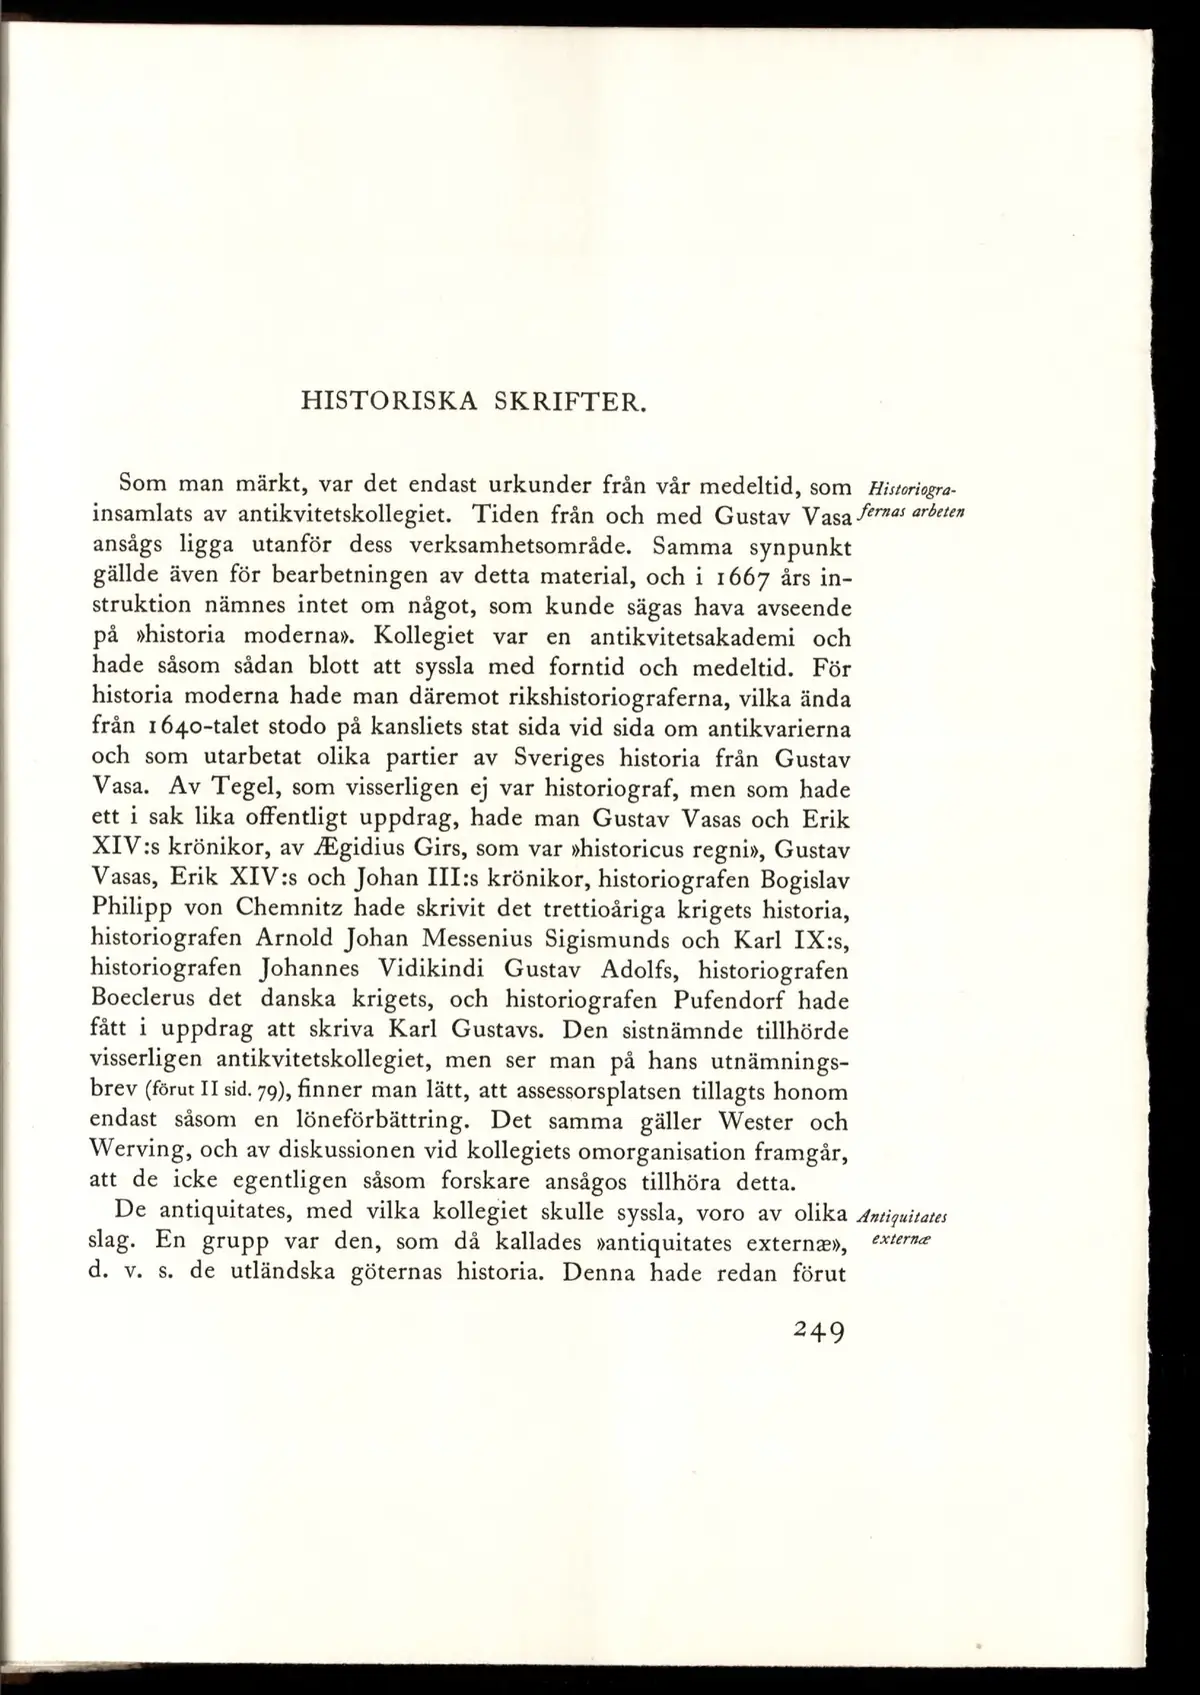 HISTORISKA SKRIFTER.
Som man märkt, var det endast urkunder från vår medeltid, som
insamlats av antikvitetskollegiet. Tiden från och med Gustav Vasa
ansågs ligga utanför dess verksamhetsområde. Samma synpunkt
gällde även för bearbetningen av detta material, och i 1667 års in-
struktion nämnes intet om något, som kunde sägas hava avseende
på »historia moderna». Kollegiet var en antikvitetsakademi och
hade såsom sådan blott att syssla med forntid och medeltid. För
historia moderna hade man däremot rikshistoriograferna, vilka ända
från 1640-talet stodo på kansliets stat sida vid sida om antikvarierna
och som utarbetat olika partier av Sveriges historia från Gustav
Vasa. Av Tegel, som visserligen ej var historiograf, men som hade
ett i sak lika offentligt uppdrag, hade man Gustav Vasas och Erik
XIV:s krönikor, av Ægidius Girs, som var »historicus regni», Gustav
Vasas, Erik XIV:s och Johan III:s krönikor, historiografen Bogislav
Philipp von Chemnitz hade skrivit det trettioåriga krigets historia,
historiografen Arnold Johan Messenius Sigismunds och Karl IX:s,
historiografen Johannes Vidikindi Gustav Adolfs, historiografen
Boeclerus det danska krigets, och historiografen Pufendorf hade
fått i uppdrag att skriva Karl Gustavs. Den sistnämnde tillhörde
visserligen antikvitetskollegiet, men ser man på hans utnämnings-
brev (förut II sid. 79), finner man lätt, att assessorsplatsen tillagts honom
endast såsom en löneförbättring. Det samma gäller Wester och
Werving, och av diskussionen vid kollegiets omorganisation framgår,
att de icke egentligen såsom forskare ansågos tillhöra detta.
De antiquitates, med vilka kollegiet skulle syssla, voro av olika
slag. En grupp var den, som då kallades »antiquitates externæ»,
d. v. s. de utländska göternas historia. Denna hade redan förut
Historiogra-
fernas arbeten
Antiquitates
externæ
249